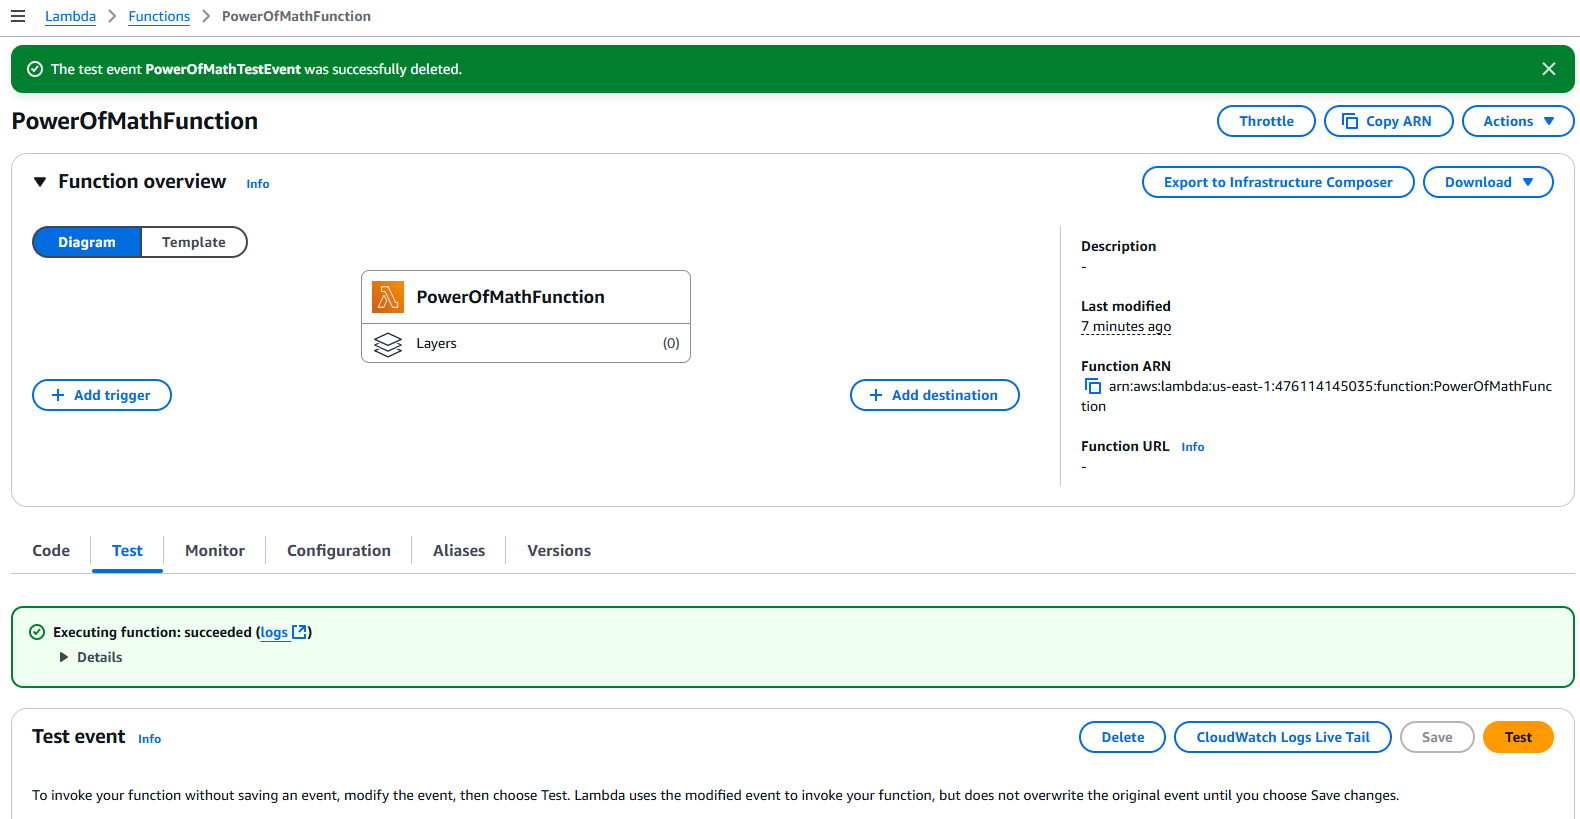 Lambda > Functions > PowerOfMathFunction
The test event PowerOfMathTestEvent was successfully deleted.
PowerOfMathFunction
Throttle
Copy ARN
Actions
Function overview Info
Export to Infrastructure Composer
Download
Diagram
Template
PowerOfMathFunction
Layers (0)
+ Add trigger
+ Add destination
Description
-
Last modified
7 minutes ago
Function ARN
arn:aws:lambda:us-east-1:476114145035:function:PowerOfMathFunc
tion
Function URL Info
-
Code
Test
Monitor
Configuration
Aliases
Versions
Executing function: succeeded (logs)
Details
Test event Info
Delete
CloudWatch Logs Live Tail
Save
Test
To invoke your function without saving an event, modify the event, then choose Test. Lambda uses the modified event to invoke your function, but does not overwrite the original event until you choose Save changes.